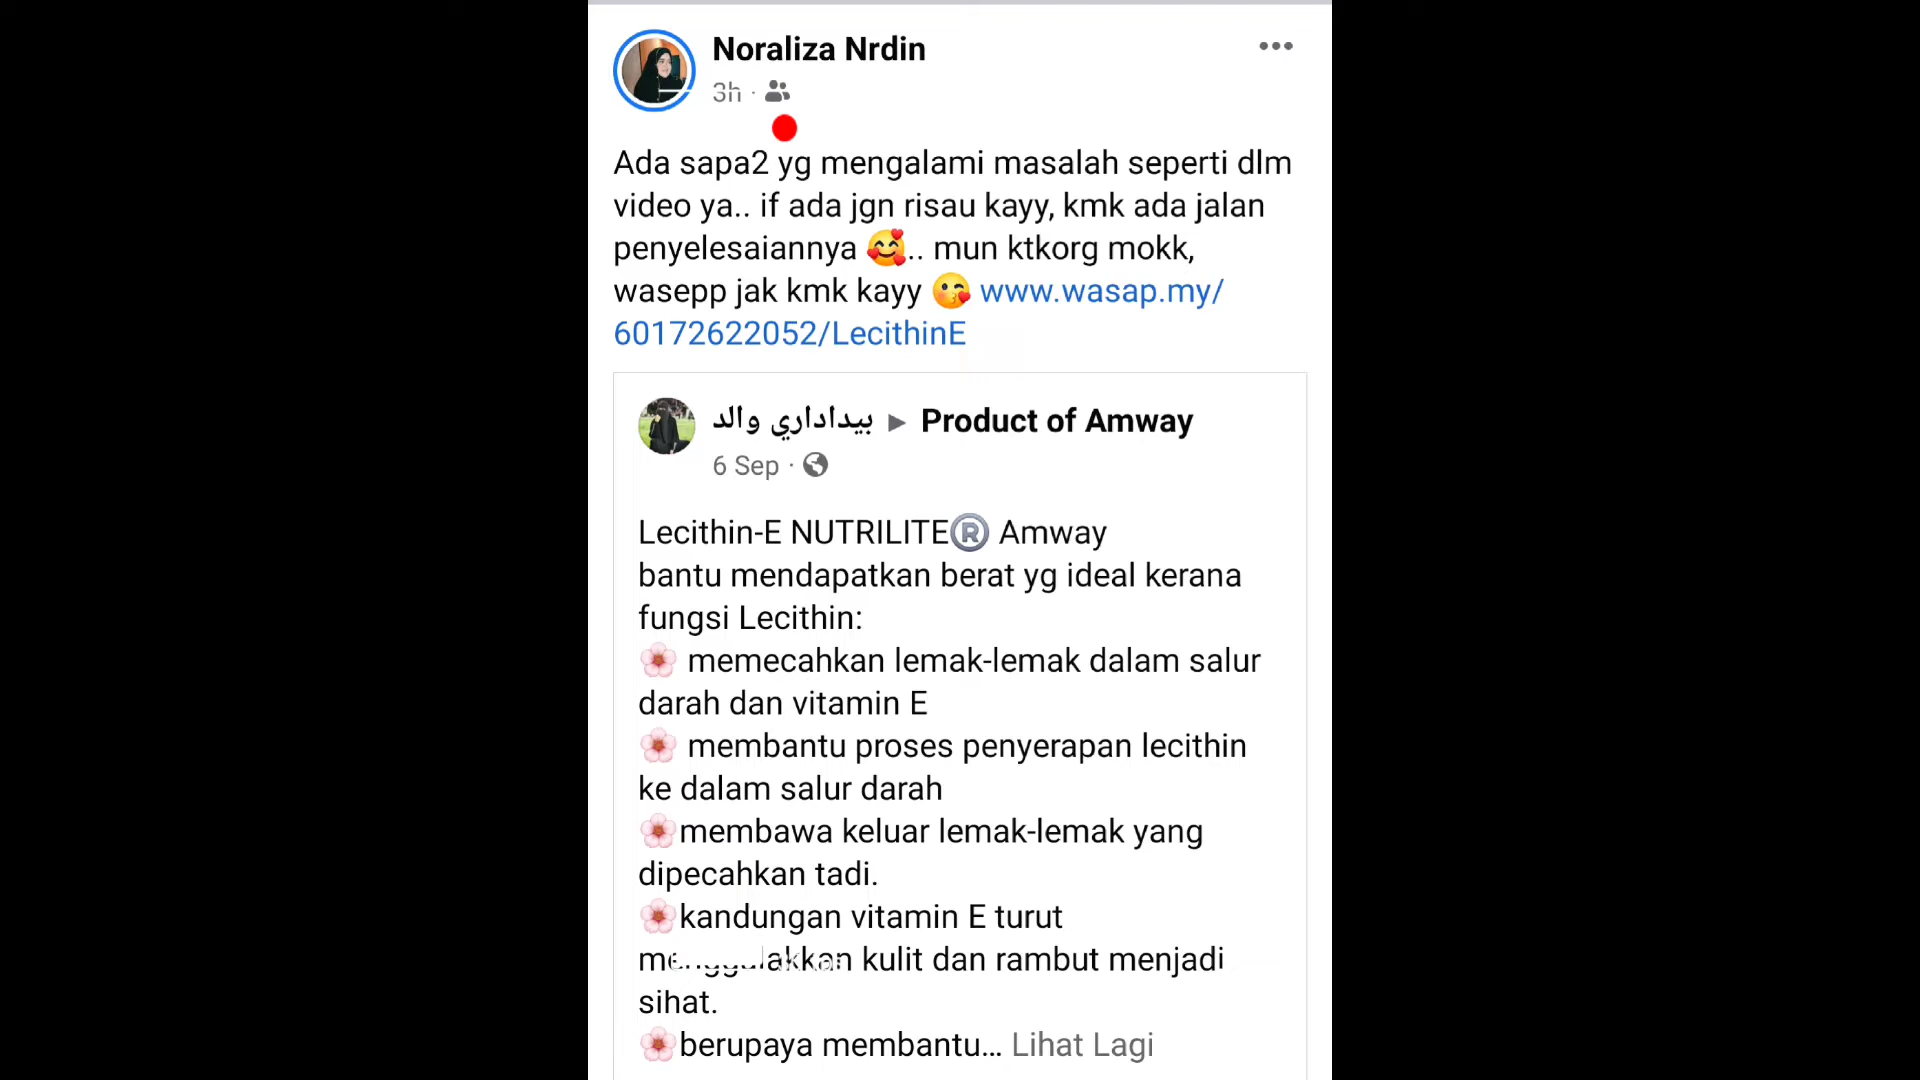 Noraliza Nrdin
3h ·
Ada sapa2 yg mengalami masalah seperti dlm
video ya.. if ada jgn risau kayy, kmk ada jalan
penyelesaiannya 🥰.. mun ktkorg mokk,
wasepp jak kmk kayy 😘 www.wasap.my/
60172622052/LecithinE
بيداداري والد ▶ Product of Amway
6 Sep ·
Lecithin-E NUTRILITE®️ Amway
bantu mendapatkan berat yg ideal kerana
fungsi Lecithin:
🌸 memecahkan lemak-lemak dalam salur
darah dan vitamin E
🌸 membantu proses penyerapan lecithin
ke dalam salur darah
🌸membawa keluar lemak-lemak yang
dipecahkan tadi.
🌸kandungan vitamin E turut
kulit dan rambut menjadi
sihat.
🌸berupaya membantu... Lihat Lagi